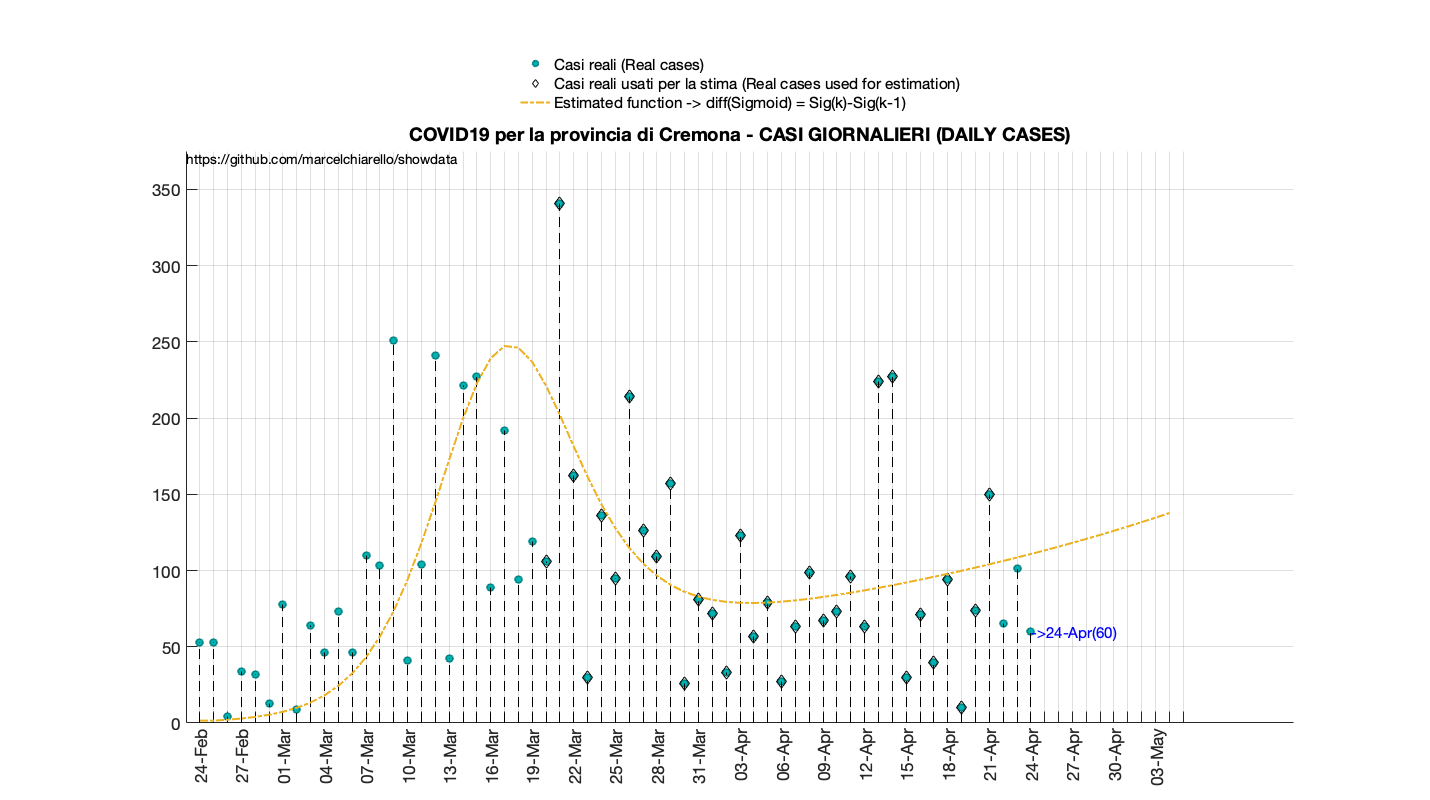 Casi reali (Real cases)
Casi reali usati per la stima (Real cases used for estimation)
Estimated function -> diff(Sigmoid) = Sig(k)-Sig(k-1)
COVID19 per la provincia di Cremona - CASI GIORNALIERI (DAILY CASES)
https://github.com/marcelchiarello/showdata
350
300
250
200
150
100
50
0
->24-Apr(60)
24-Feb
27-Feb
01-Mar
04-Mar
07-Mar
10-Mar
13-Mar
16-Mar
19-Mar
22-Mar
25-Mar
28-Mar
31-Mar
03-Apr
06-Apr
09-Apr
12-Apr
15-Apr
18-Apr
21-Apr
24-Apr
27-Apr
30-Apr
03-May